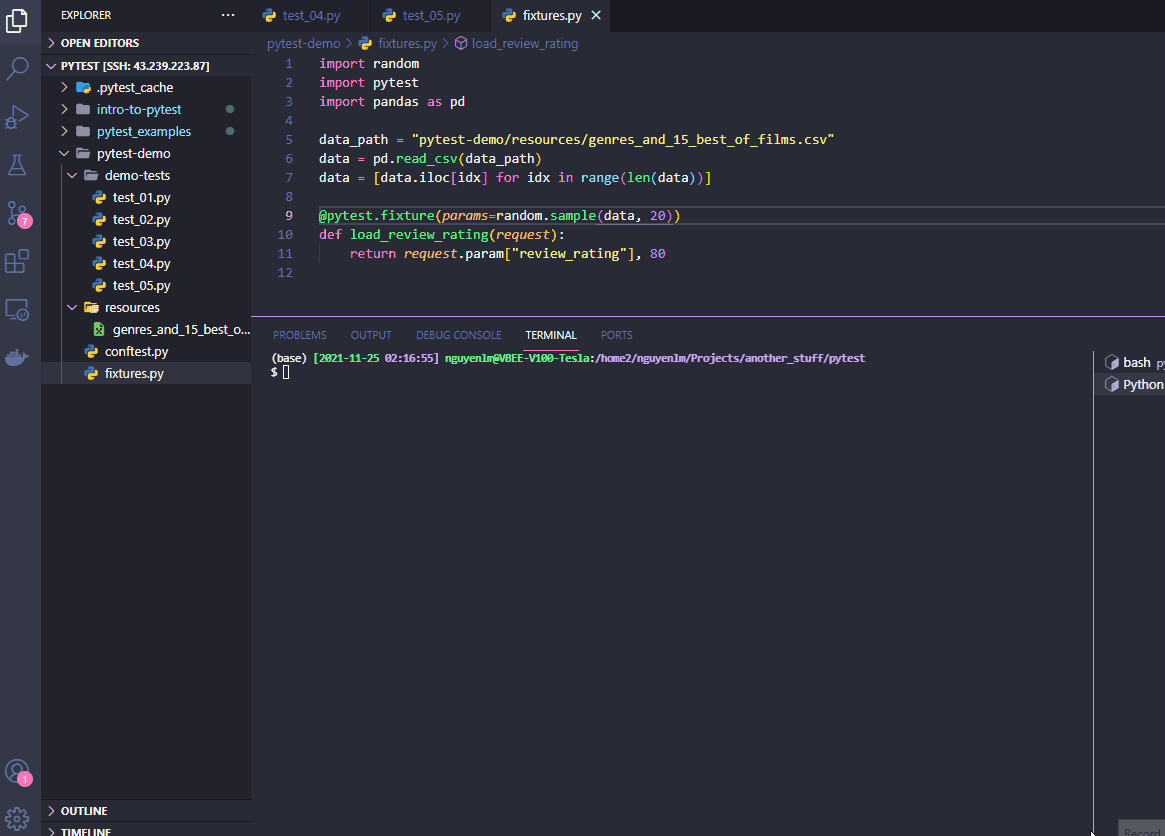 EXPLORER
OPEN EDITORS
PYTEST [SSH: 43.239.223.87]
.pytest_cache
intro-to-pytest
pytest_examples
pytest-demo
demo-tests
test_01.py
test_02.py
test_03.py
test_04.py
test_05.py
resources
genres_and_15_best_o...
conftest.py
fixtures.py
OUTLINE
TIMELINE
7
1
test_04.py
test_05.py
fixtures.py
pytest-demo > fixtures.py > load_review_rating
1 import random
2 import pytest
3 import pandas as pd
4
5 data_path = "pytest-demo/resources/genres_and_15_best_of_films.csv"
6 data = pd.read_csv(data_path)
7 data = [data.iloc[idx] for idx in range(len(data))]
8
9 @pytest.fixture(params=random.sample(data, 20))
10 def load_review_rating(request):
11     return request.param["review_rating"], 80
12
PROBLEMS OUTPUT DEBUG CONSOLE TERMINAL PORTS
(base) [2021-11-25 02:16:55] nguyenlm@VBEE-V100-Tesla:/home2/nguyenlm/Projects/another_stuff/pytest
$
bash py
Python
Record